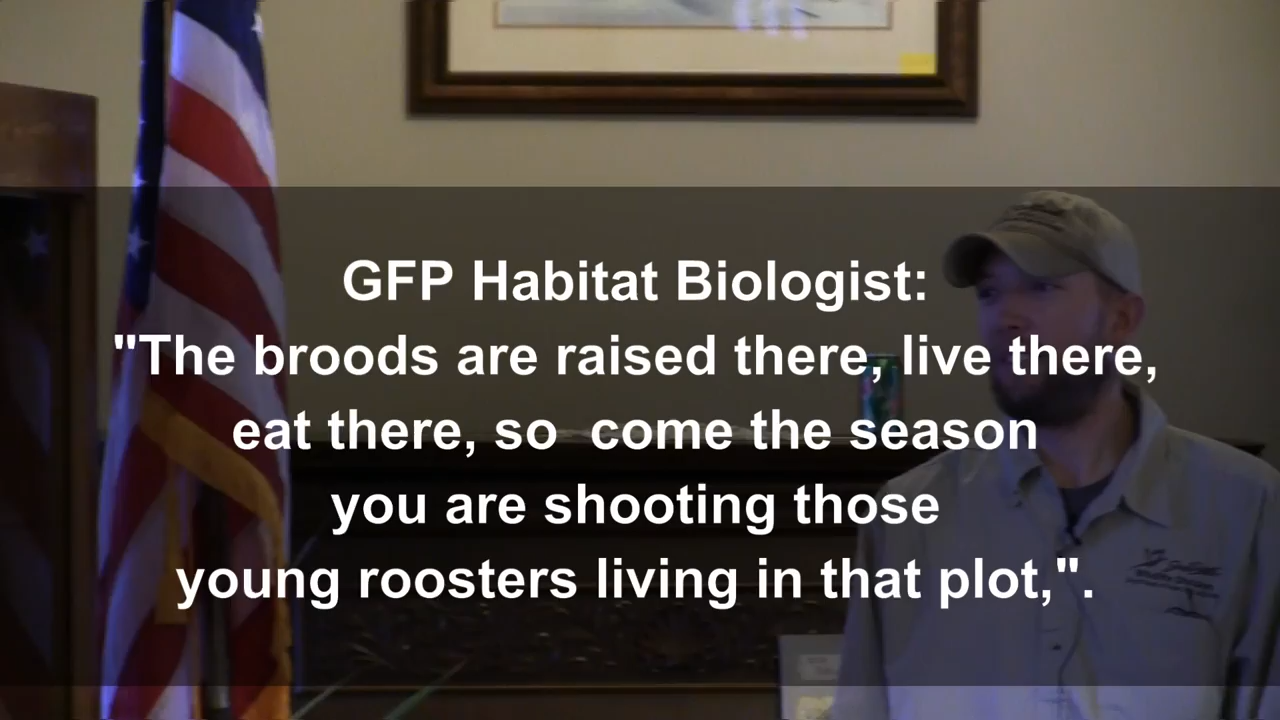 GFP Habitat Biologist:
"The broods are raised there, live there,
eat there, so  come the season
you are shooting those
young roosters living in that plot,".